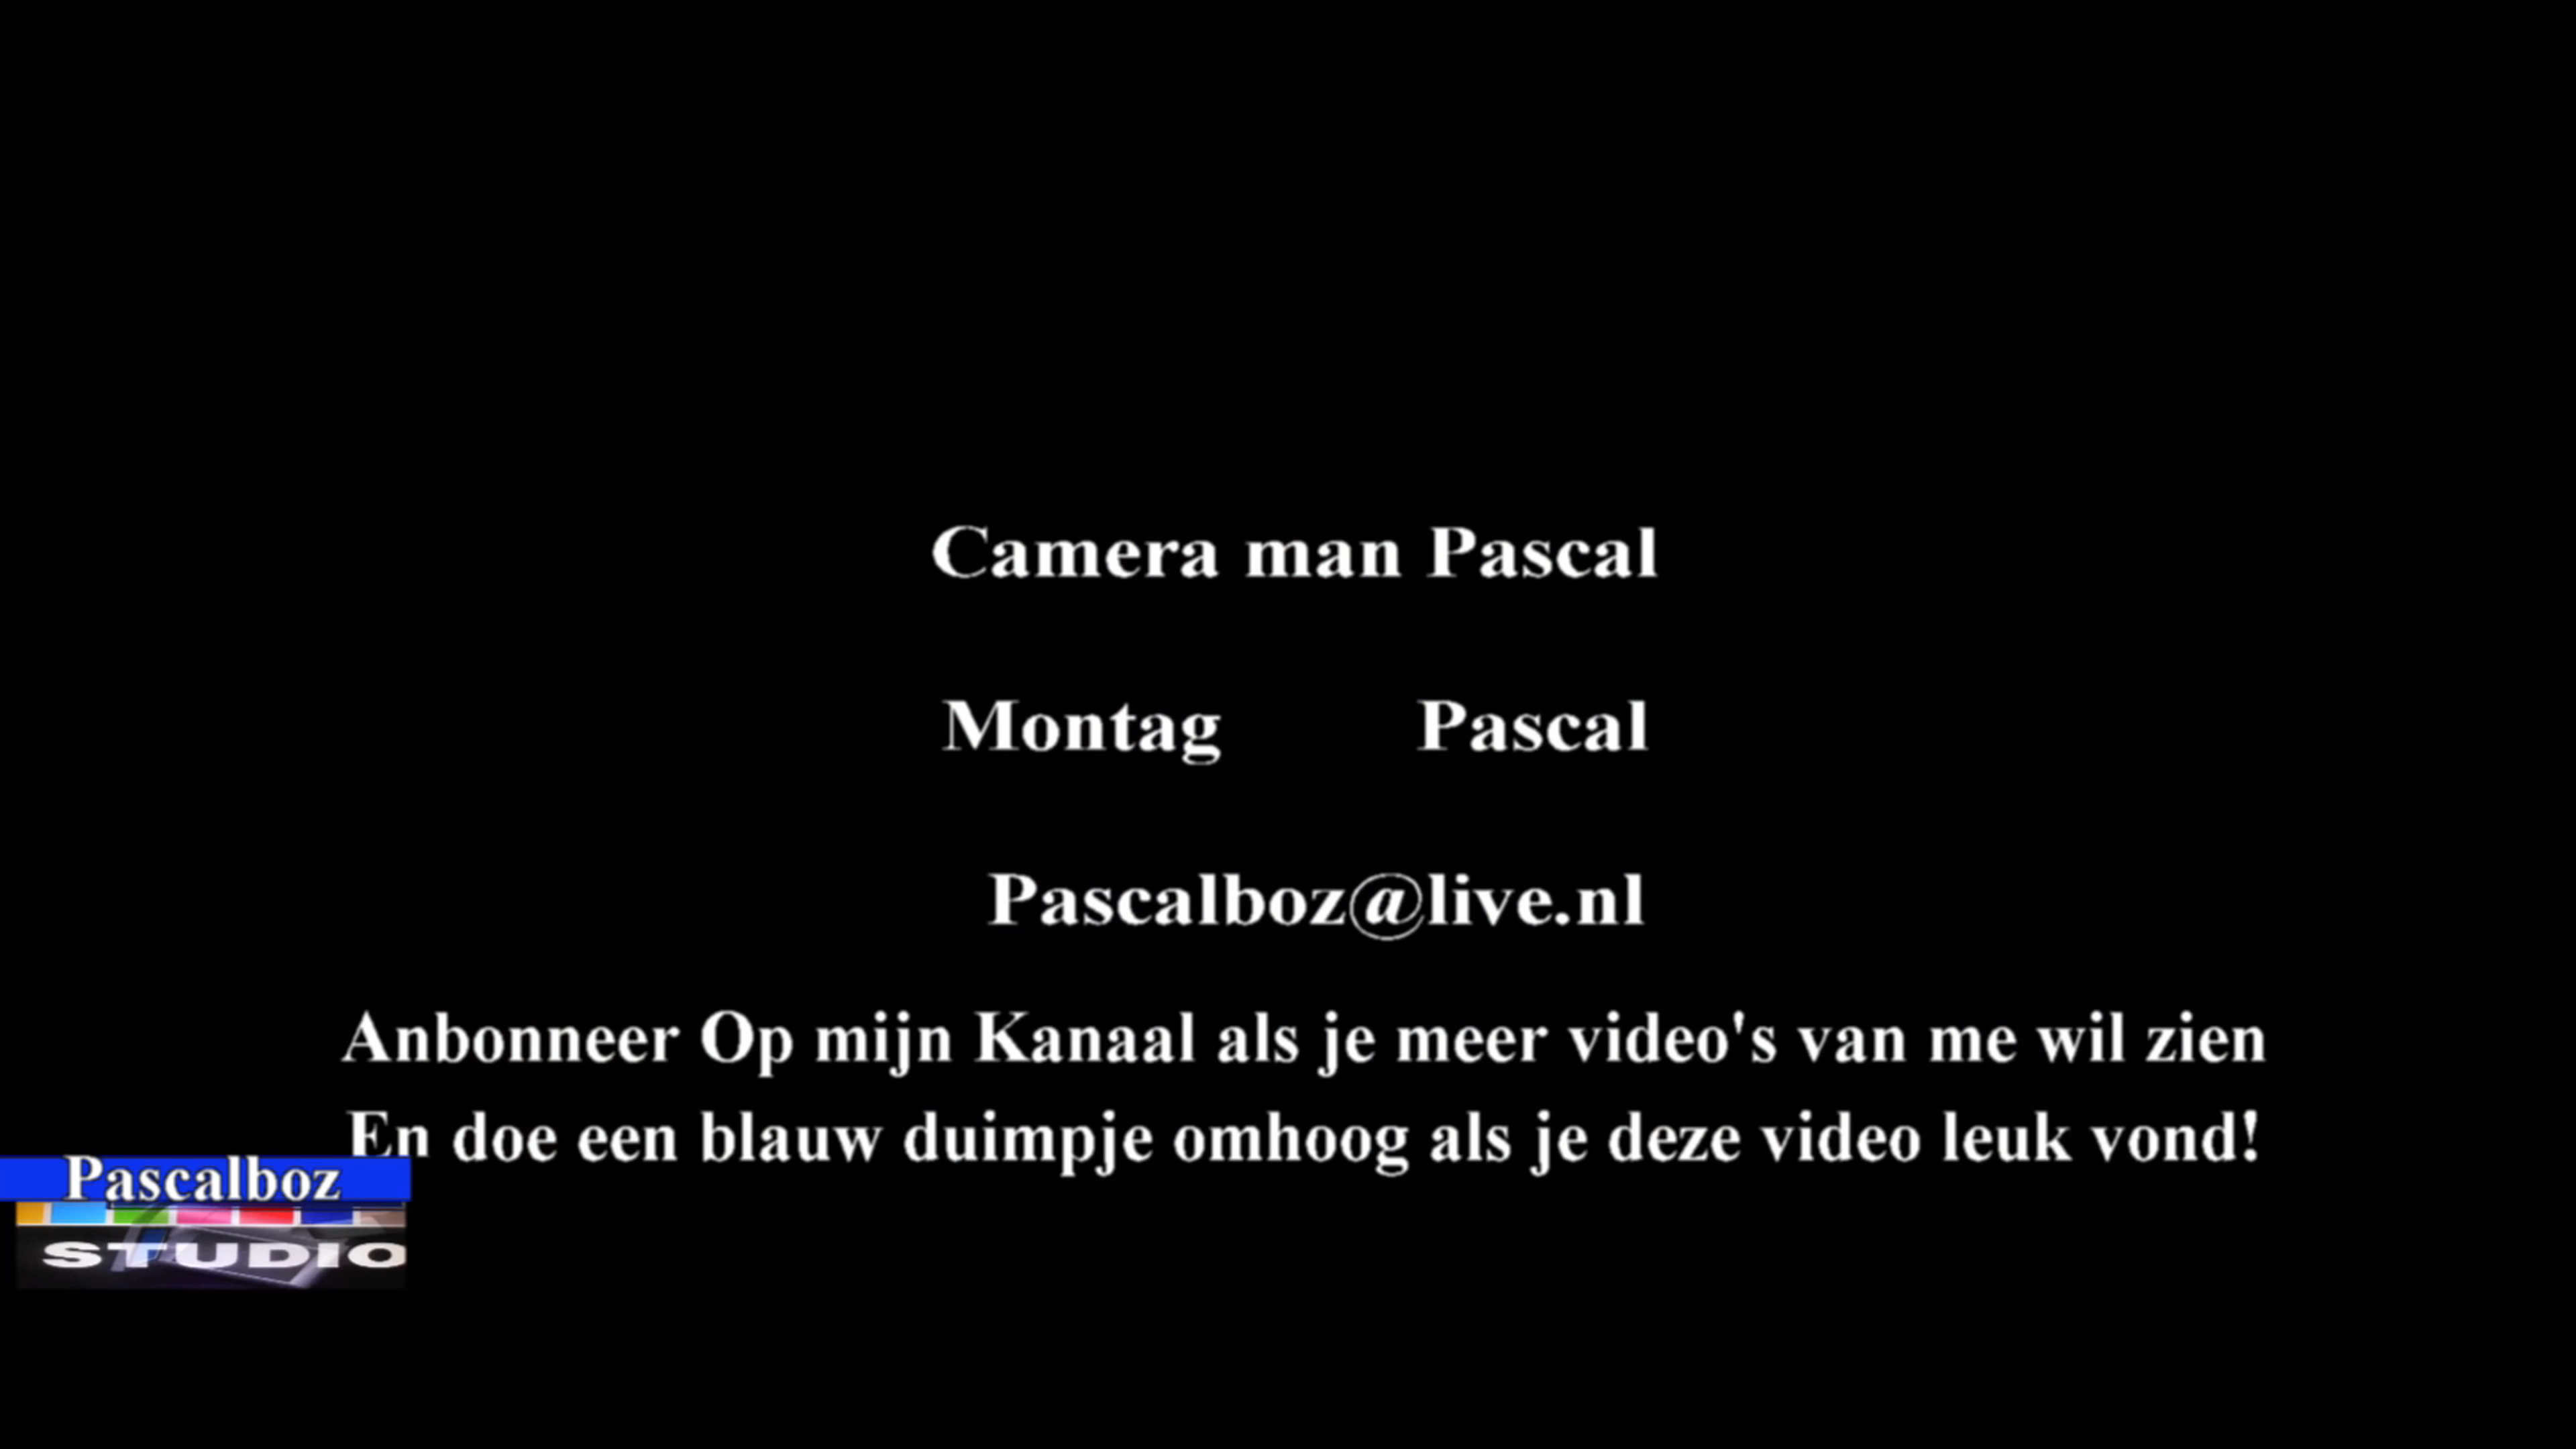 Camera man Pascal
Montag Pascal
Pascalboz@live.nl
Anbonneer Op mijn Kanaal als je meer video's van me wil zien
En doe een blauw duimpje omhoog als je deze video leuk vond!
Pascalboz
STUDIO